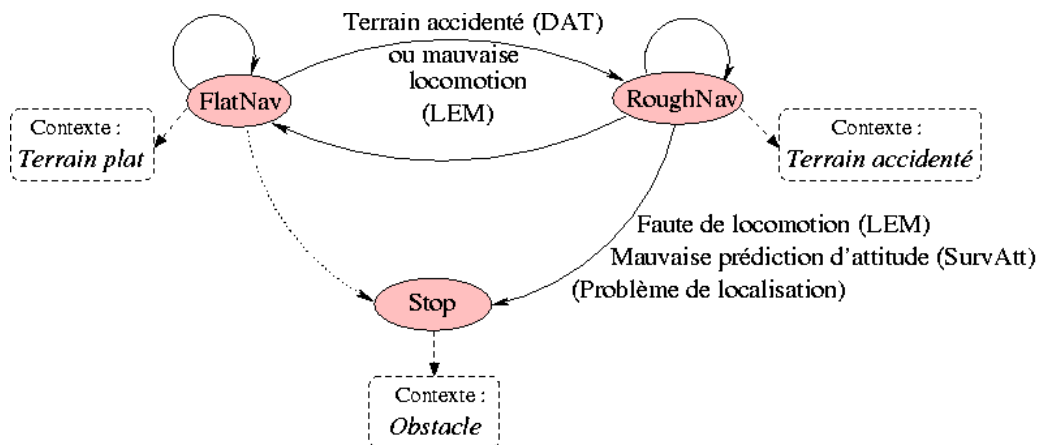 Terrain accidenté (DAT)
ou mauvaise
locomotion
(LEM)
FlatNav
RoughNav
Contexte :
Terrain plat
Contexte :
Terrain accidenté
Faute de locomotion (LEM)
Mauvaise prédiction d'attitude (SurvAtt)
(Problème de localisation)
Stop
Contexte :
Obstacle